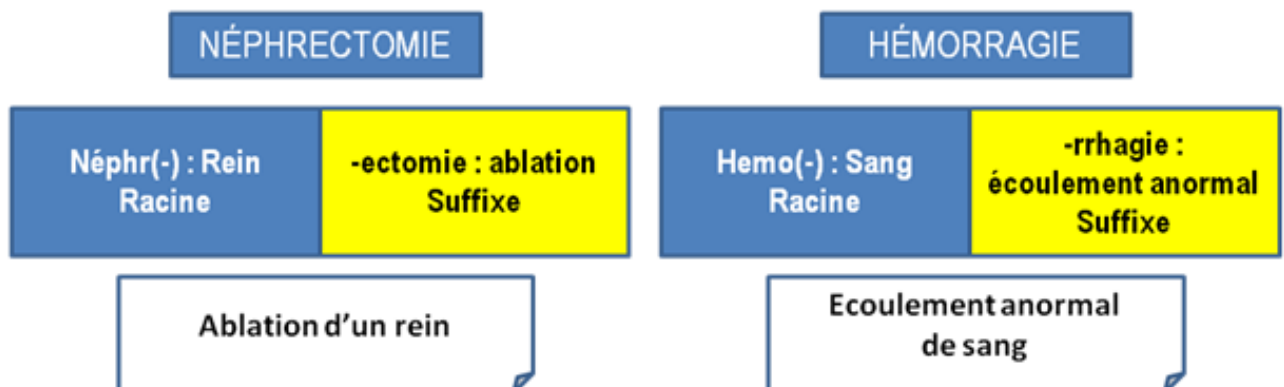 NÉPHRECTOMIE
HÉMORRAGIE
Néphr(-) : Rein
Racine
-ectomie : ablation
Suffixe
Hemo(-) : Sang
Racine
-rrhagie :
écoulement anormal
Suffixe
Ablation d'un rein
Ecoulement anormal
de sang